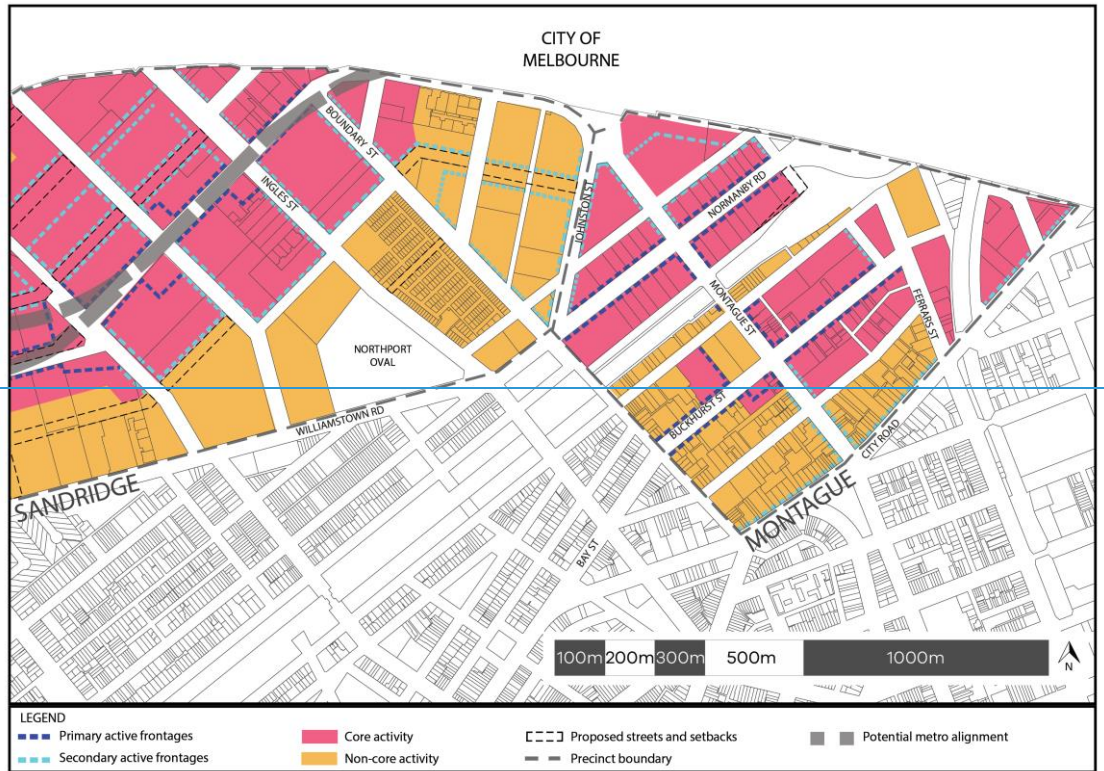 CITY OF
MELBOURNE
BOUNDARY ST
INGLES ST
JOHNSTON ST
NORMANBY RD
MONTAGUE ST
FERRARS ST
NORTHPORT
OVAL
BUCKHURST ST
WILLIAMSTOWN RD
CITY ROAD
SANDRIDGE
MONTAGUE
BAY ST
100m 200m 300m 500m 1000m
N
LEGEND
Primary active frontages
Core activity
Proposed streets and setbacks
Potential metro alignment
Secondary active frontages
Non-core activity
Precinct boundary